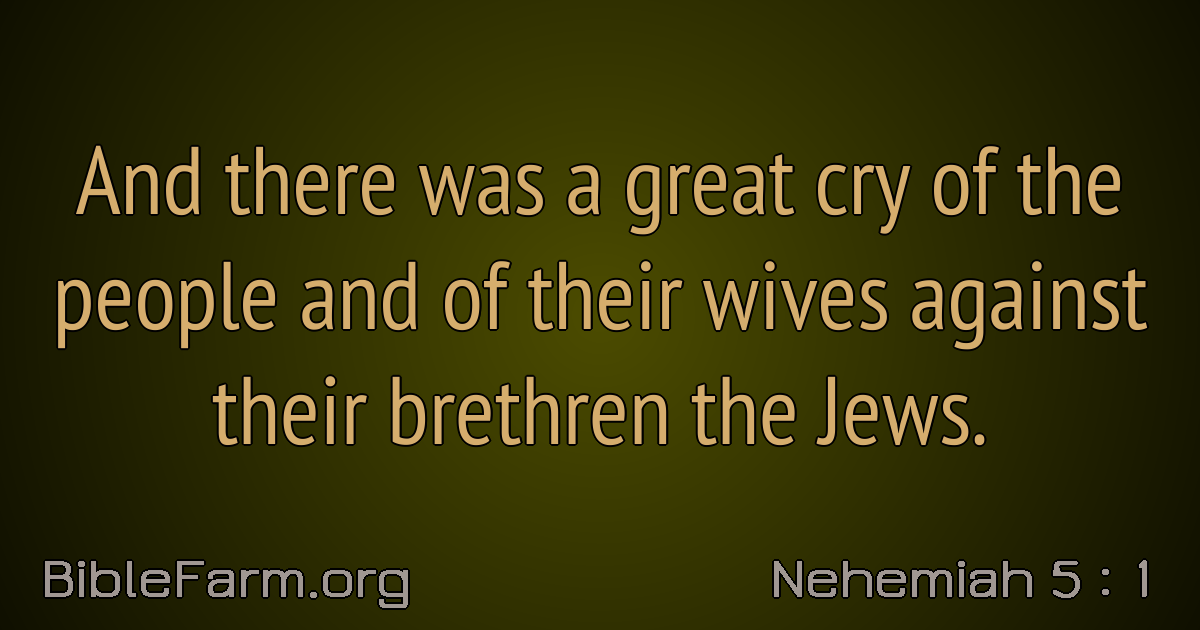 And there was a great cry of the
people and of their wives against
their brethren the Jews.
BibleFarm.org
Nehemiah 5 : 1